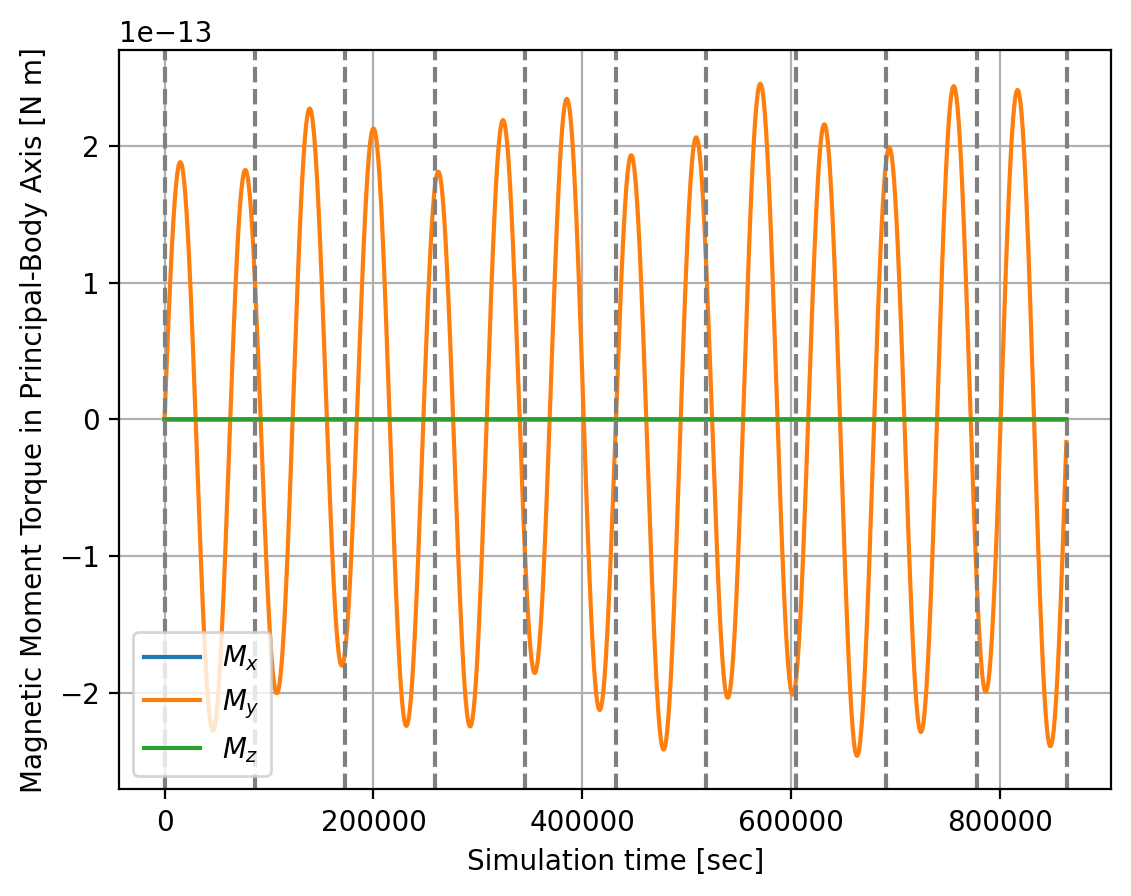 1e−13
Magnetic Moment Torque in Principal-Body Axis [N m]
2
1
0
−1
−2
M_x
M_y
M_z
0 200000 400000 600000 800000
Simulation time [sec]